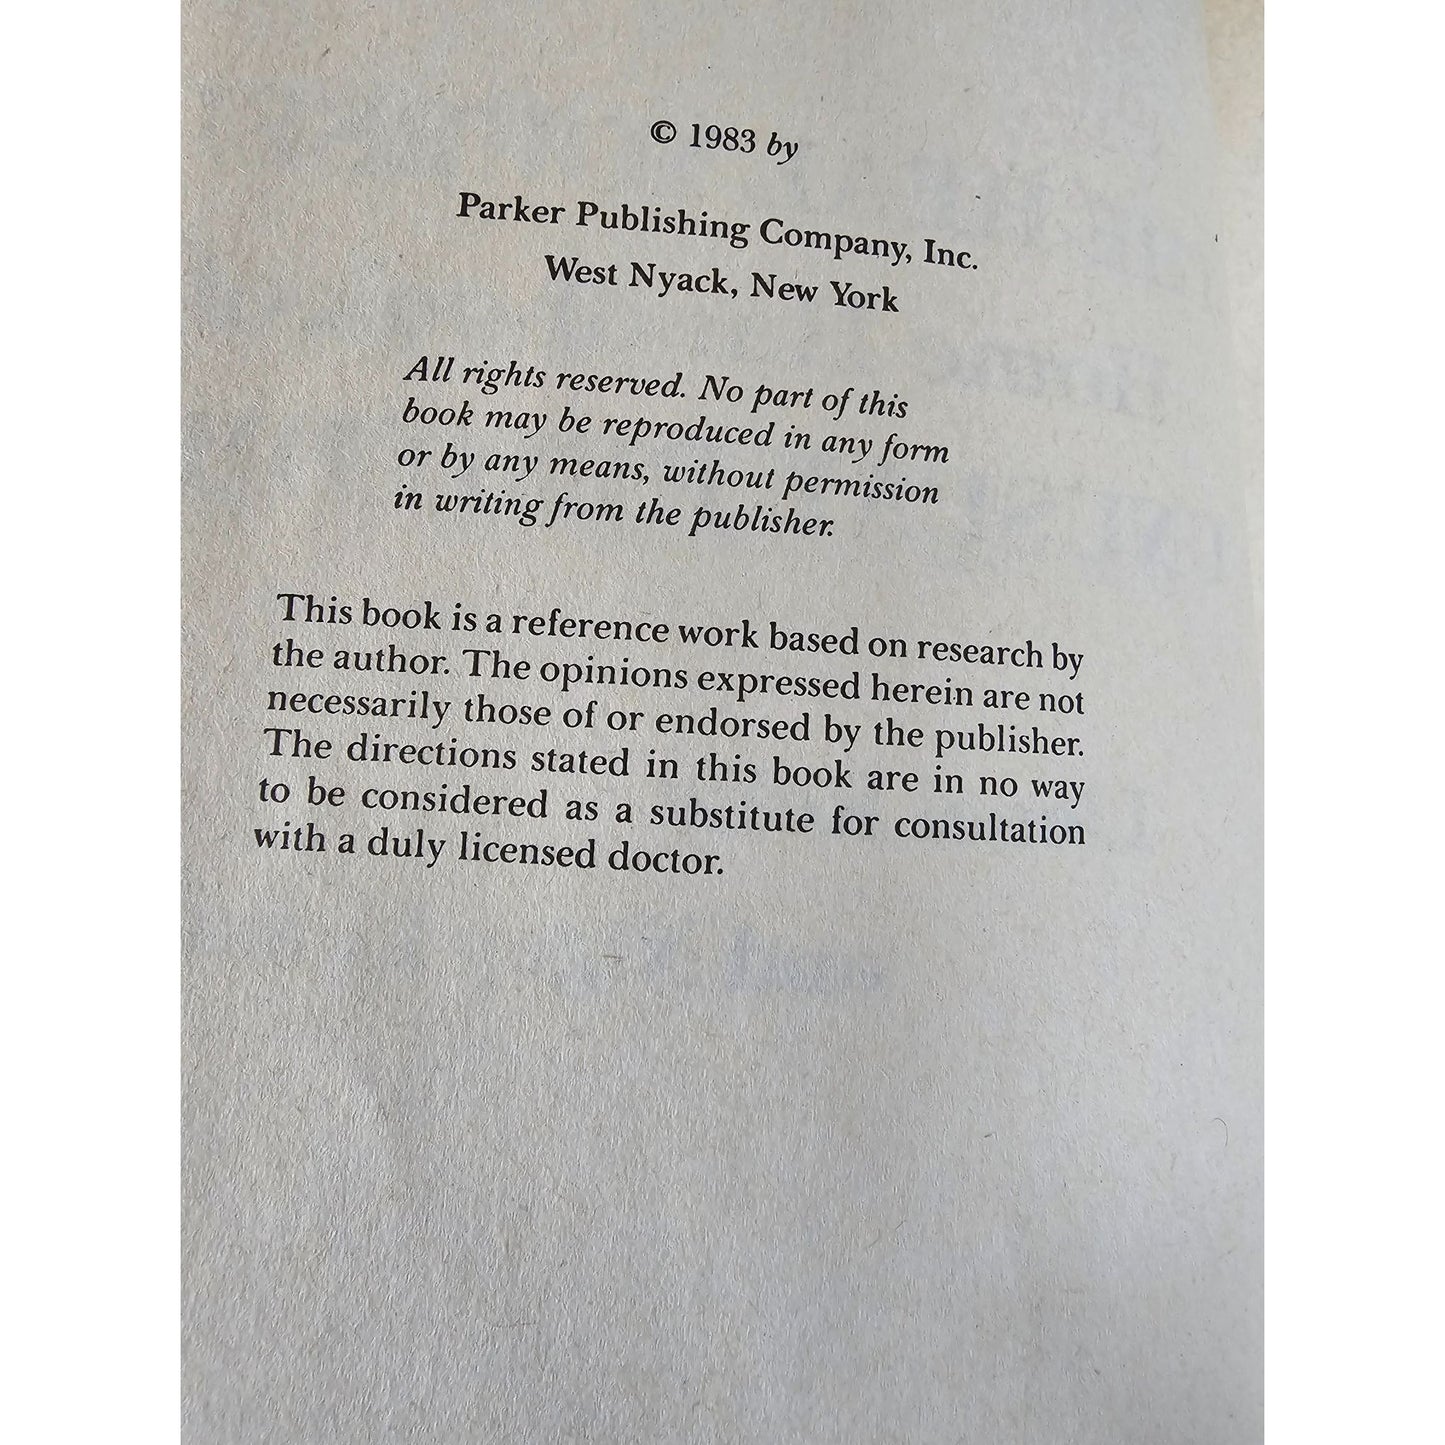 © 1983 by
Parker Publishing Company, Inc.
West Nyack, New York
All rights reserved. No part of this
book may be reproduced in any form
or by any means, without permission
in writing from the publisher.
This book is a reference work based on research by
the author. The opinions expressed herein are not
necessarily those of or endorsed by the publisher.
The directions stated in this book are in no way
to be considered as a substitute for consultation
with a duly licensed doctor.